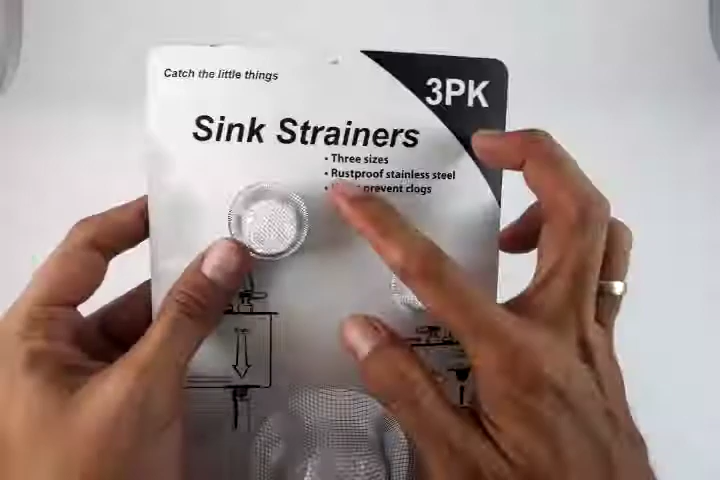 Catch the little things
3PK
Sink Strainers
• Three sizes
• Rustproof stainless steel
• prevent clogs